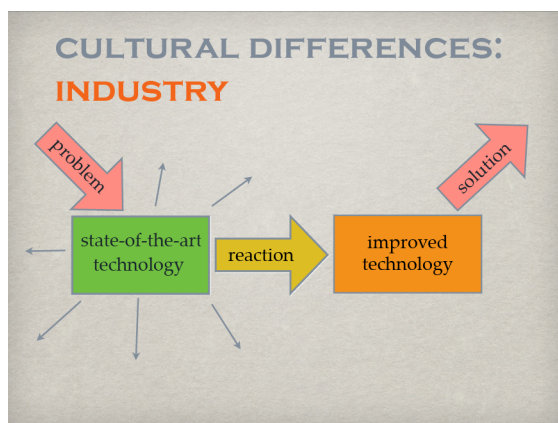 CULTURAL DIFFERENCES:
INDUSTRY
problem
solution
state-of-the-art
technology
reaction
improved
technology